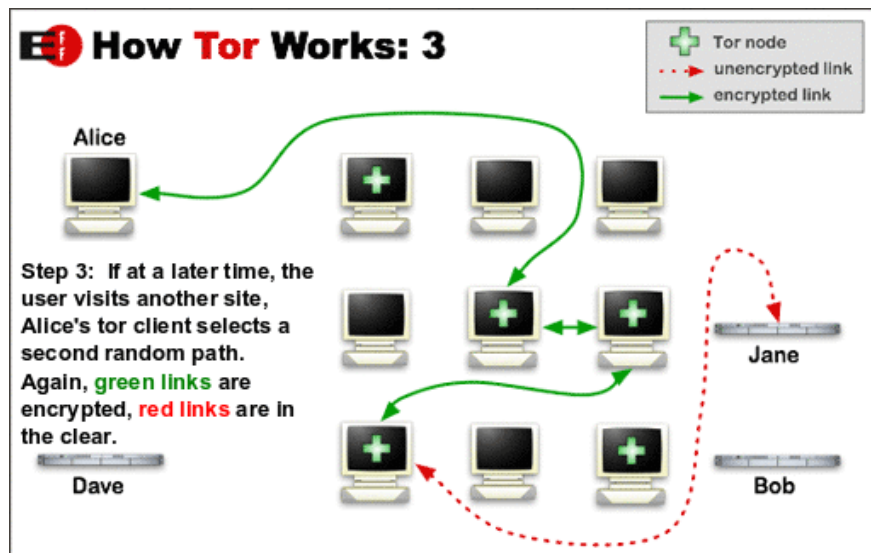 EFF How Tor Works: 3
Tor node
unencrypted link
encrypted link
Alice
Step 3: If at a later time, the
user visits another site,
Alice's tor client selects a
second random path.
Again, green links are
encrypted, red links are in
the clear.
Jane
Dave
Bob